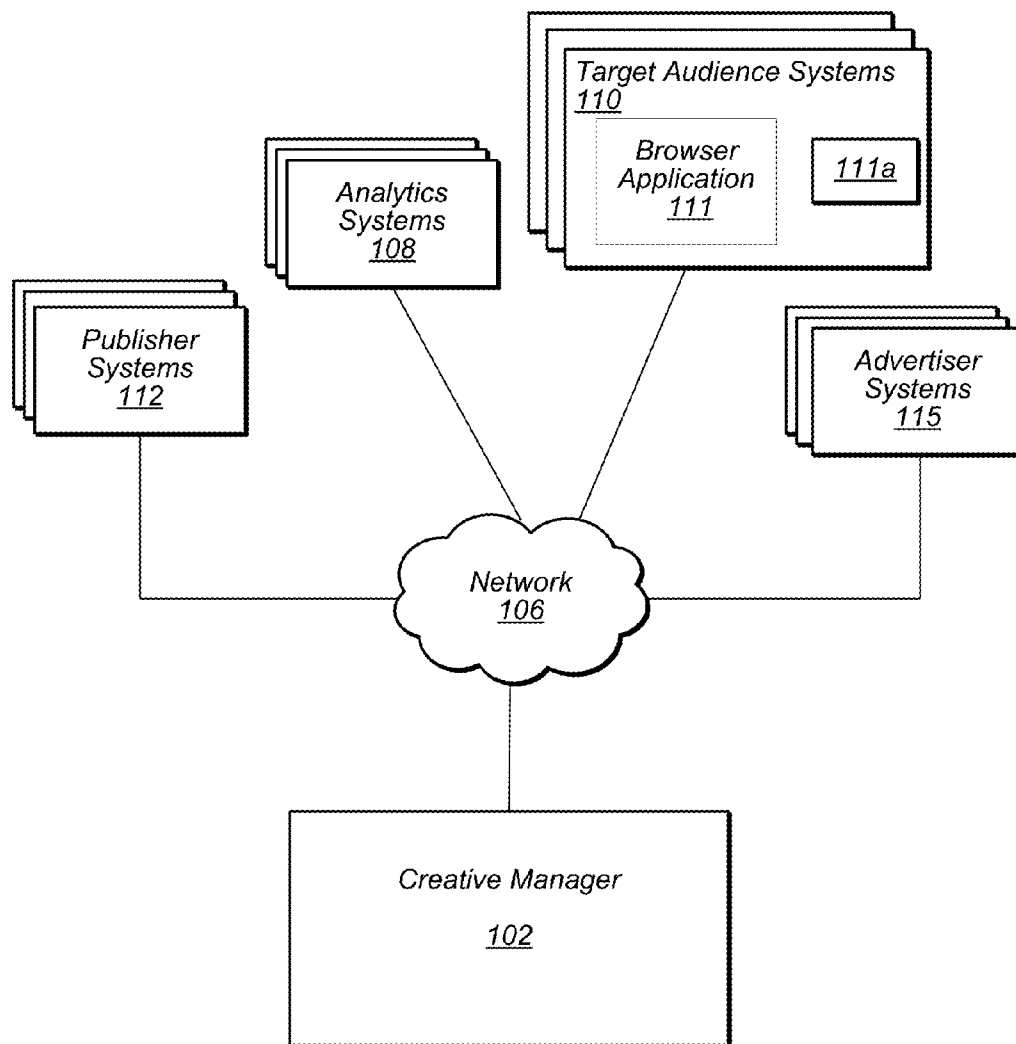 Target Audience Systems
110
Browser
Application
111
111a
Analytics
Systems
108
Publisher
Systems
112
Advertiser
Systems
115
Network
106
Creative Manager
102